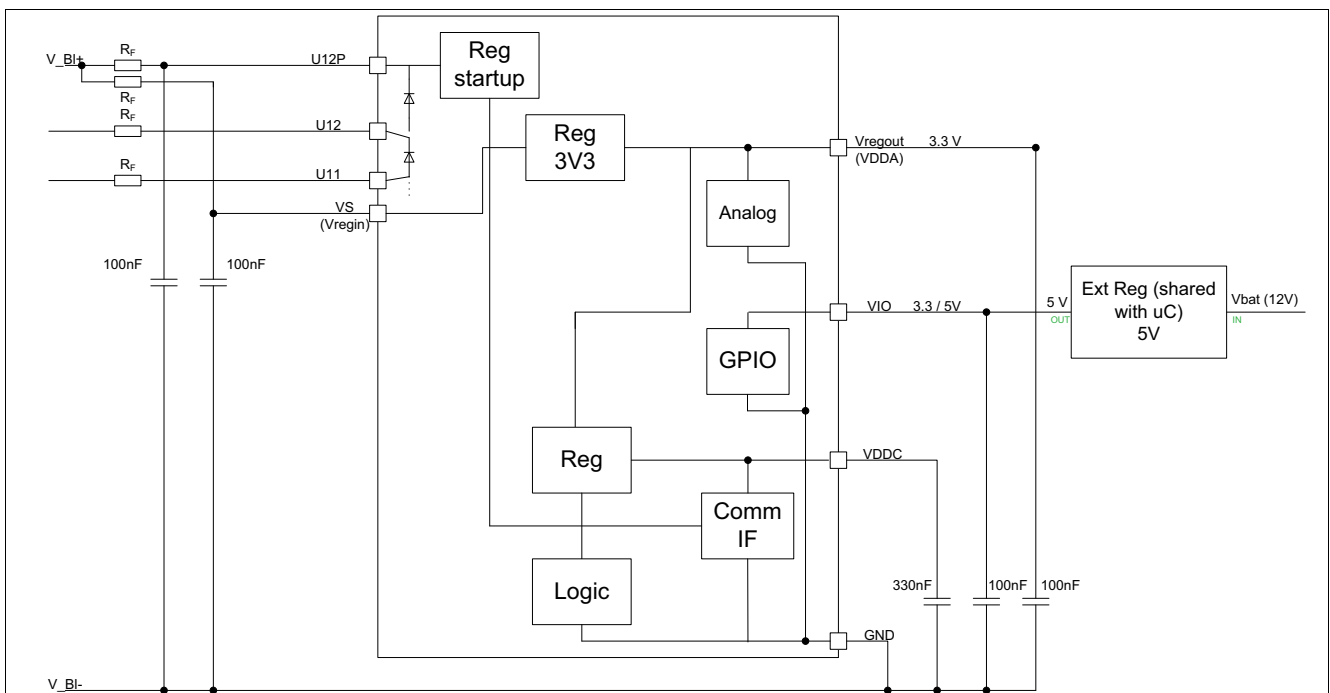 V_BI+
RF
U12P
Reg
startup
RF
RF
U12
Reg
3V3
Vregout 3.3 V
(VDDA)
RF
U11
VS
(Vregin)
Analog
100nF
100nF
VIO 3.3 / 5V
5 V
OUT
Ext Reg (shared
with uC)
5V
Vbat (12V)
IN
GPIO
Reg
VDDC
Comm
IF
Logic
330nF
100nF
100nF
GND
V_BI-